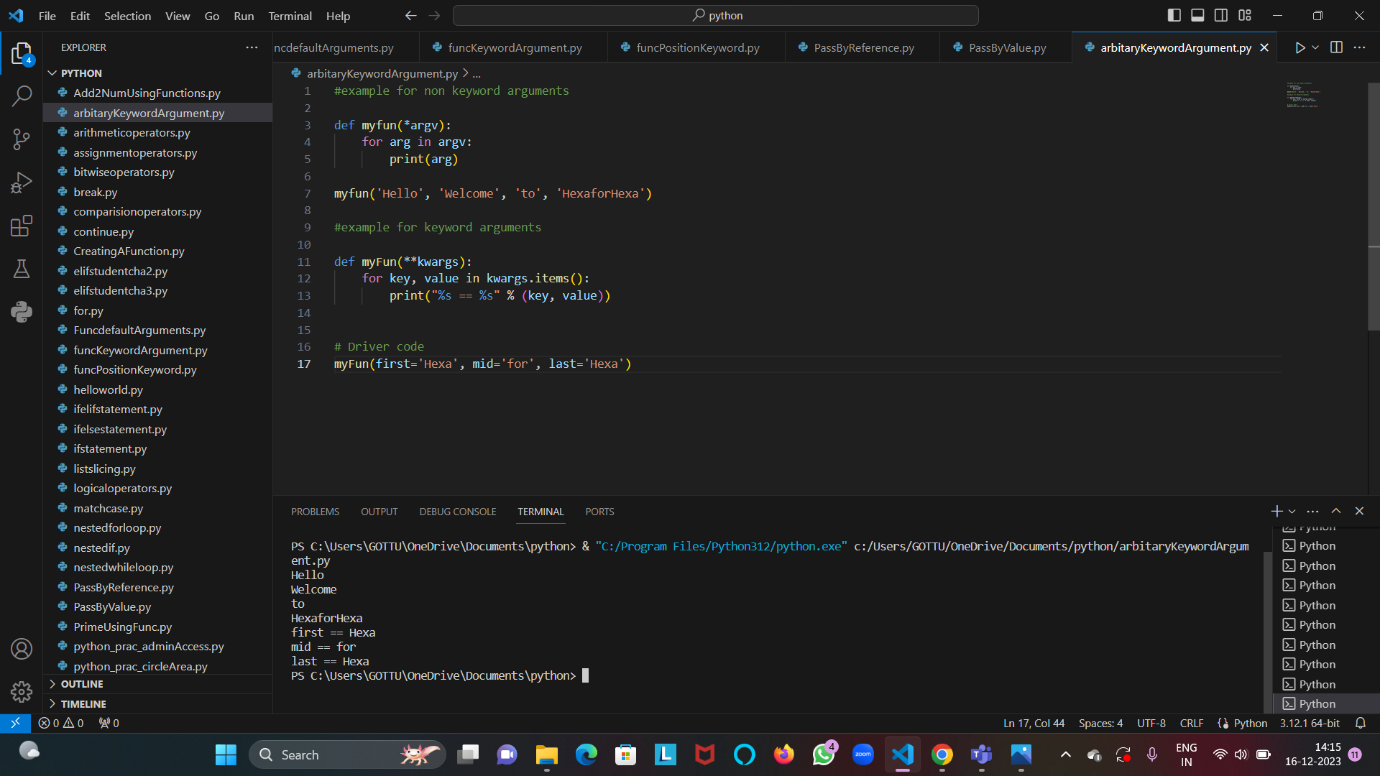 File Edit Selection View Go Run Terminal Help
python
EXPLORER
ncdefaultArguments.py
funcKeywordArgument.py
funcPositionKeyword.py
PassByReference.py
PassByValue.py
arbitaryKeywordArgument.py
PYTHON
Add2NumUsingFunctions.py
arbitaryKeywordArgument.py
arithmeticoperators.py
assignmentoperators.py
bitwiseoperators.py
break.py
comparisionoperators.py
continue.py
CreatingAFunction.py
elifstudentcha2.py
elifstudentcha3.py
for.py
FuncdefaultArguments.py
funcKeywordArgument.py
funcPositionKeyword.py
helloworld.py
ifelifstatement.py
ifelsestatement.py
ifstatement.py
listslicing.py
logicaloperators.py
matchcase.py
nestedforloop.py
nestedif.py
nestedwhileloop.py
PassByReference.py
PassByValue.py
PrimeUsingFunc.py
python_prac_adminAccess.py
python_prac_circleArea.py
OUTLINE
TIMELINE
4
arbitaryKeywordArgument.py > ...
1 #example for non keyword arguments
2
3 def myfun(*argv):
4 for arg in argv:
5 print(arg)
6
7 myfun('Hello', 'Welcome', 'to', 'HexaforHexa')
8
9 #example for keyword arguments
10
11 def myFun(**kwargs):
12 for key, value in kwargs.items():
13 print("%s == %s" % (key, value))
14
15
16 # Driver code
17 myFun(first='Hexa', mid='for', last='Hexa')
PROBLEMS OUTPUT DEBUG CONSOLE TERMINAL PORTS
PS C:\Users\GOTTU\OneDrive\Documents\python> & "C:/Program Files/Python312/python.exe" c:/Users/GOTTU/OneDrive/Documents/python/arbitaryKeywordArgum
ent.py
Hello
Welcome
to
HexaforHexa
first == Hexa
mid == for
last == Hexa
PS C:\Users\GOTTU\OneDrive\Documents\python>
Python
Python
Python
Python
Python
Python
Python
Python
Python
Python
0 0 0
Ln 17, Col 44 Spaces: 4 UTF-8 CRLF Python 3.12.1 64-bit
Search
L
4
zoom
ENG
IN
14:15
16-12-2023
11